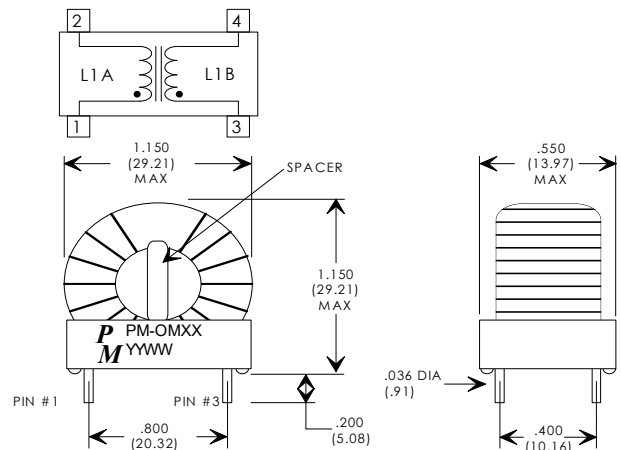 2
4
L1A
L1B
1
3
1.150
(29.21)
MAX
SPACER
.550
(13.97)
MAX
1.150
(29.21)
MAX
P
M
PM-OMXX
YYWW
PIN #1
PIN #3
.036 DIA
(.91)
.800
(20.32)
.200
(5.08)
.400
(10.16)